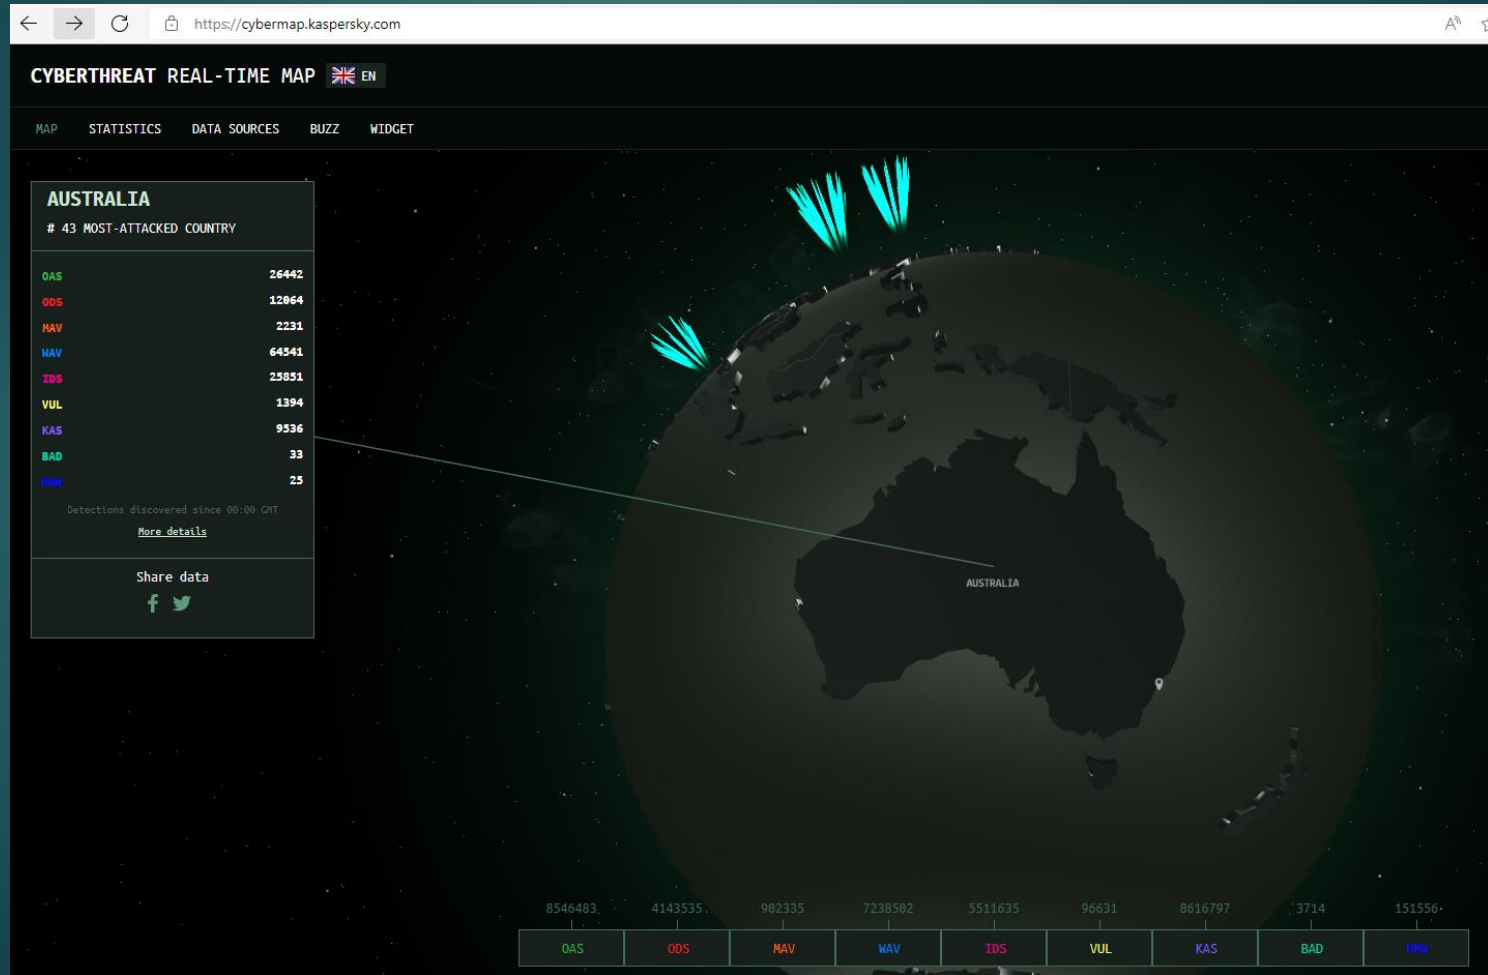 https://cybermap.kaspersky.com
CYBERTHREAT REAL-TIME MAP EN
MAP STATISTICS DATA SOURCES BUZZ WIDGET
AUSTRALIA
# 43 MOST-ATTACKED COUNTRY
OAS 26442
ODS 12064
MAV 2231
WAV 64541
IDS 25851
VUL 1394
KAS 9536
BAD 33
25
Detections discovered since 00:00 GMT
More details
Share data
AUSTRALIA
8546483 4143535 902335 7238502 5511635 96631 8616797 3714 151556
OAS ODS MAV WAV IDS VUL KAS BAD